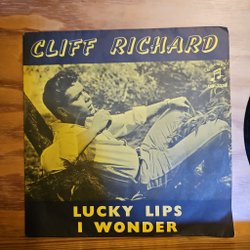 CLIFF RICHARD
LUCKY LIPS
I WONDER